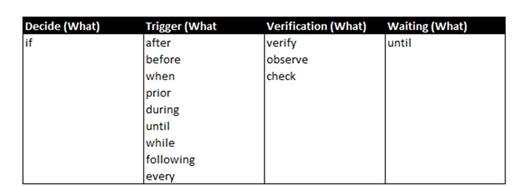 Decide (What) Trigger (What Verification (What) Waiting (What)
if after verify until
before observe
when check
prior
during
until
while
following
every